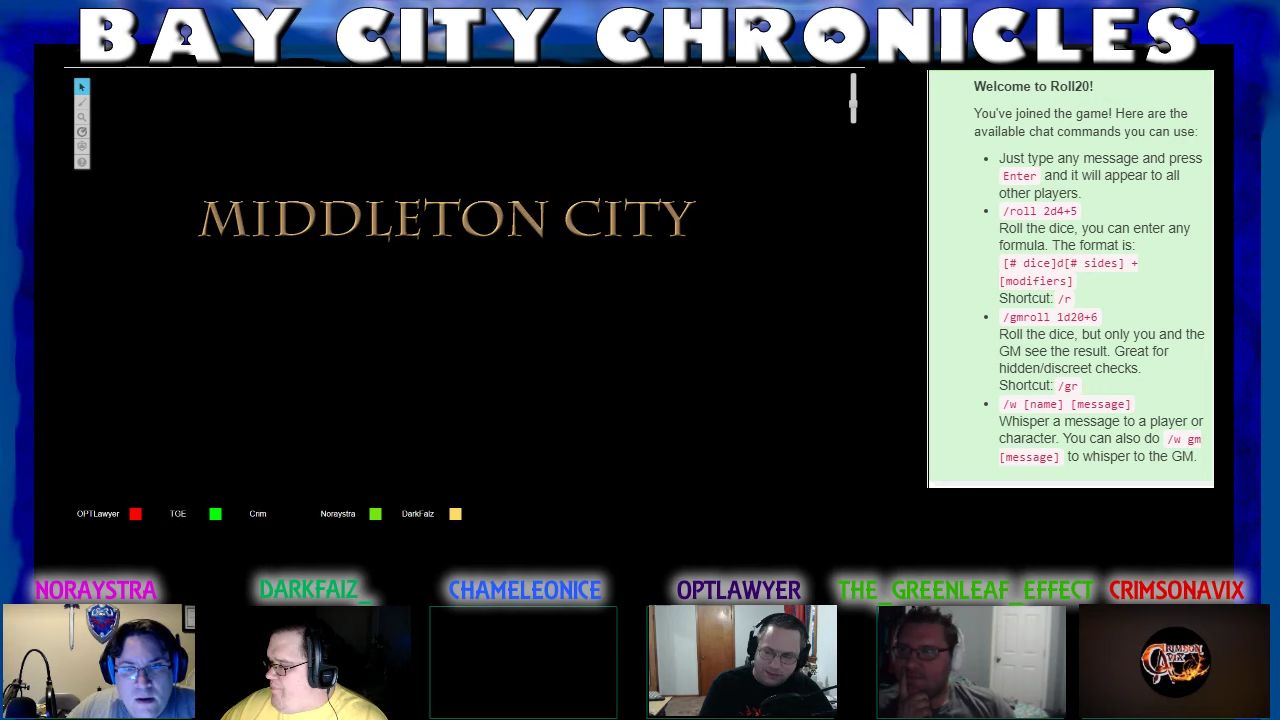 BAY CITY CHRONICLES
MIDDLETON CITY
Welcome to Roll20!
You've joined the game! Here are the
available chat commands you can use:
• Just type any message and press
Enter and it will appear to all
other players.
• /roll 2d4+5
Roll the dice, you can enter any
formula. The format is:
[# dice]d[# sides] +
[modifiers]
Shortcut: /r
• /gmroll 1d20+6
Roll the dice, but only you and the
GM see the result. Great for
hidden/discreet checks.
Shortcut: /gr
• /w [name] [message]
Whisper a message to a player or
character. You can also do /w gm
[message] to whisper to the GM.
OPTLawyer TGE Crim Noraystra DarkFaiz
NORAYSTRA DARKFAIZ_ CHAMELEONICE OPTLAWYER THE_GREENLEAF_EFFECT CRIMSONAVIX
CRIMSON
AVIX